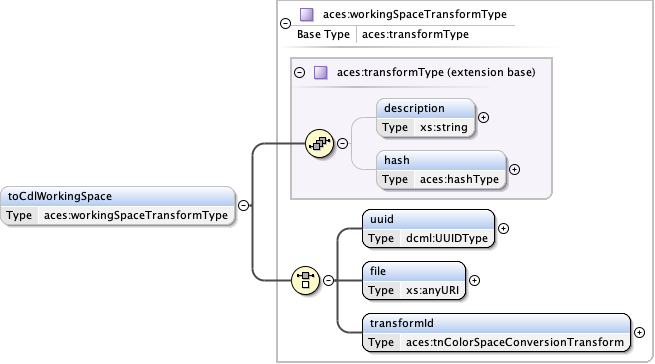 aces:workingSpaceTransformType
Base Type aces:transformType
aces:transformType (extension base)
description
Type xs:string
hash
Type aces:hashType
toCdlWorkingSpace
Type aces:workingSpaceTransformType
uuid
Type dcml:UUIDType
file
Type xs:anyURI
transformId
Type aces:tnColorSpaceConversionTransform